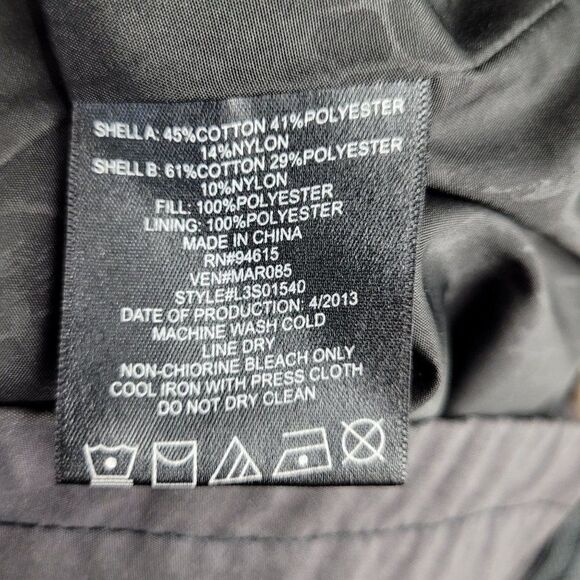 SHELL A: 45%COTTON 41%POLYESTER
14%NYLON
SHELL B: 61%COTTON 29%POLYESTER
10%NYLON
FILL: 100%POLYESTER
LINING: 100%POLYESTER
MADE IN CHINA
RN#94615
VEN#MAR085
STYLE#L3S01540
DATE OF PRODUCTION: 4/2013
MACHINE WASH COLD
LINE DRY
NON-CHIORINE BLEACH ONLY
COOL IRON WITH PRESS CLOTH
DO NOT DRY CLEAN